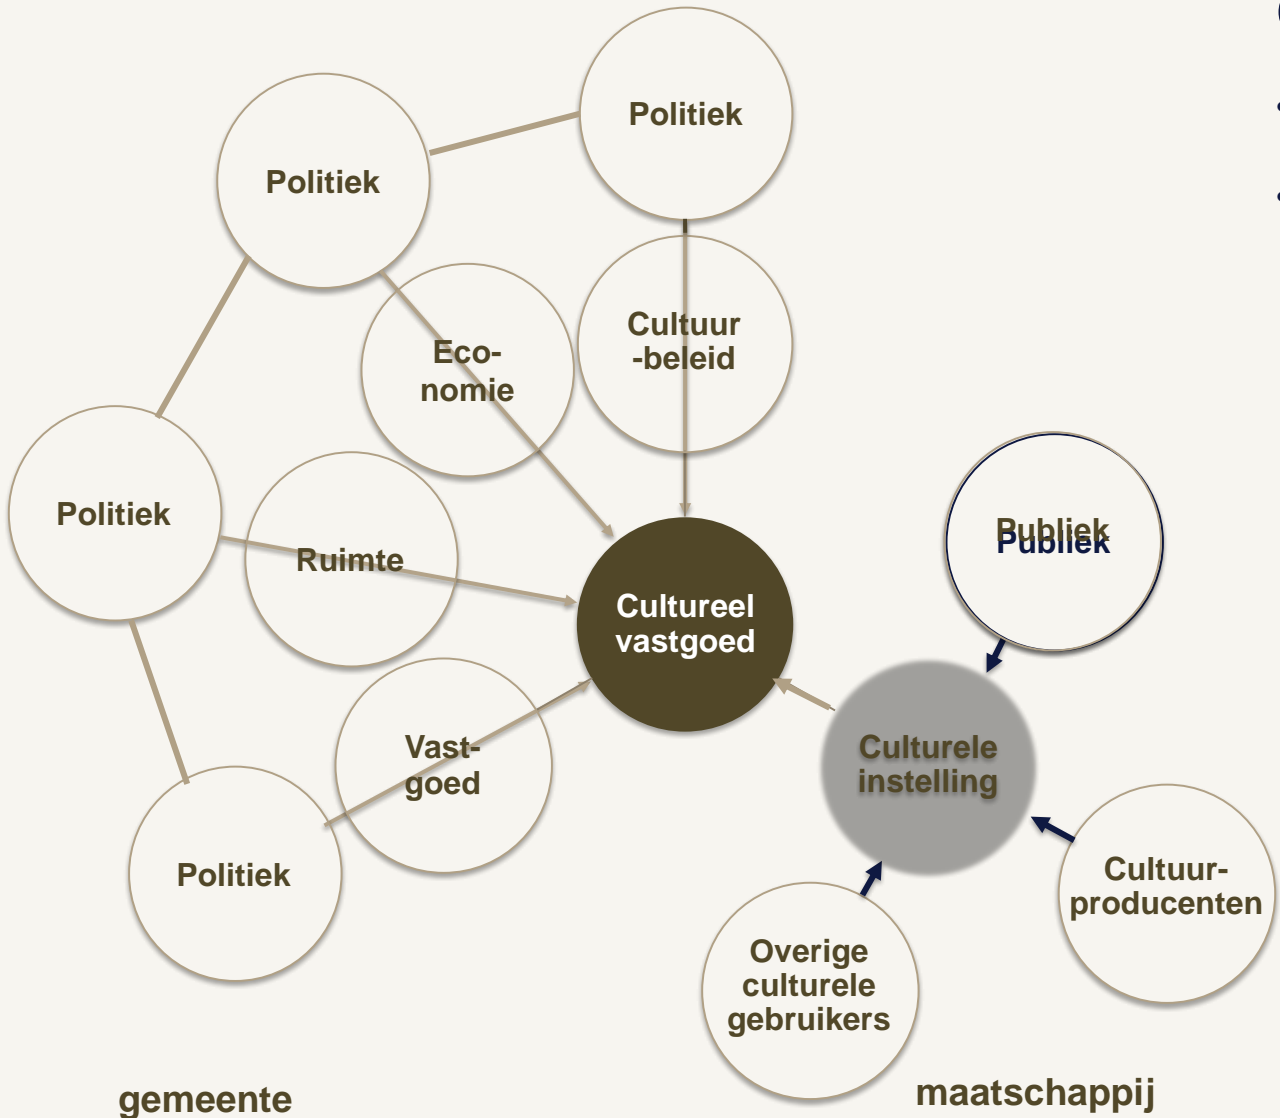 Politiek
Politiek
Cultuur
-beleid
Eco-
nomie
Politiek
Ruimte
Publiek
Publiek
Cultureel
vastgoed
Vast-
goed
Culturele
instelling
Politiek
Cultuur-
producenten
Overige
culturele
gebruikers
gemeente
maatschappij